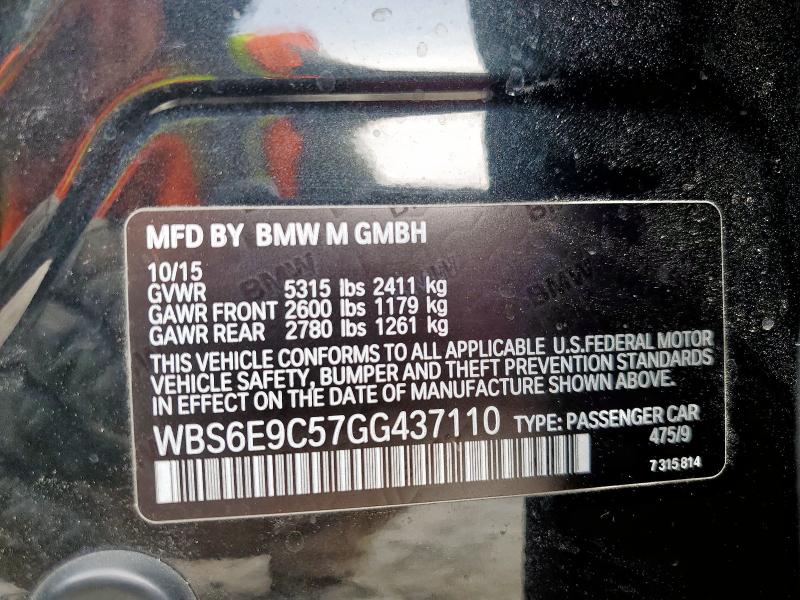 MFD BY BMW M GMBH
10/15
GVWR 5315 lbs 2411 kg
GAWR FRONT 2600 lbs 1179 kg
GAWR REAR 2780 lbs 1261 kg
THIS VEHICLE CONFORMS TO ALL APPLICABLE U.S.FEDERAL MOTOR
VEHICLE SAFETY, BUMPER AND THEFT PREVENTION STANDARDS
IN EFFECT ON THE DATE OF MANUFACTURE SHOWN ABOVE.
WBS6E9C57GG437110 TYPE: PASSENGER CAR
475/9
7 315 814